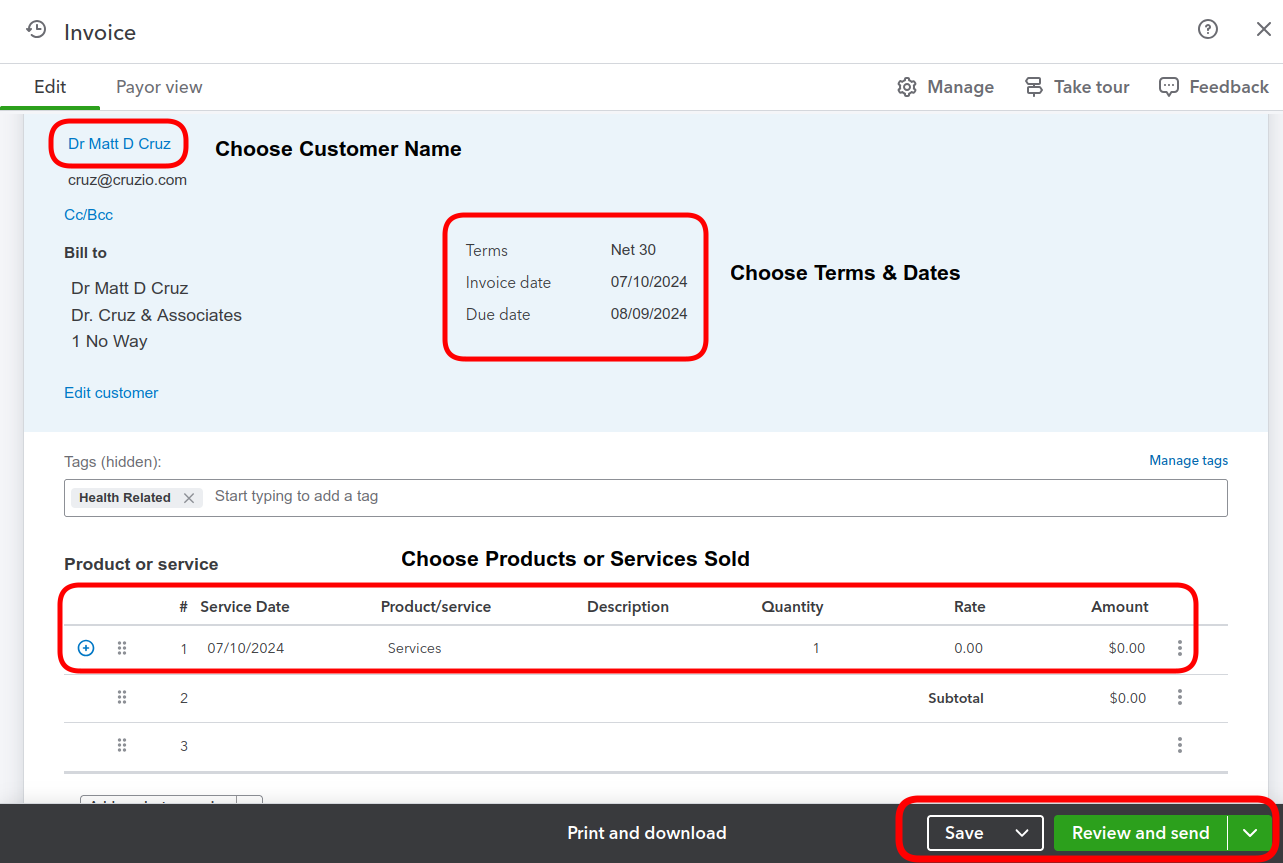 Invoice
Edit Payor view Manage Take tour Feedback
Dr Matt D Cruz Choose Customer Name
cruz@cruzio.com
Cc/Bcc
Bill to
Dr Matt D Cruz
Dr. Cruz & Associates
1 No Way
Edit customer
Terms Net 30
Invoice date 07/10/2024
Due date 08/09/2024
Choose Terms & Dates
Tags (hidden): Manage tags
Health Related Start typing to add a tag
Product or service Choose Products or Services Sold
# Service Date Product/service Description Quantity Rate Amount
1 07/10/2024 Services 1 0.00 $0.00
2 Subtotal $0.00
3
Print and download Save Review and send